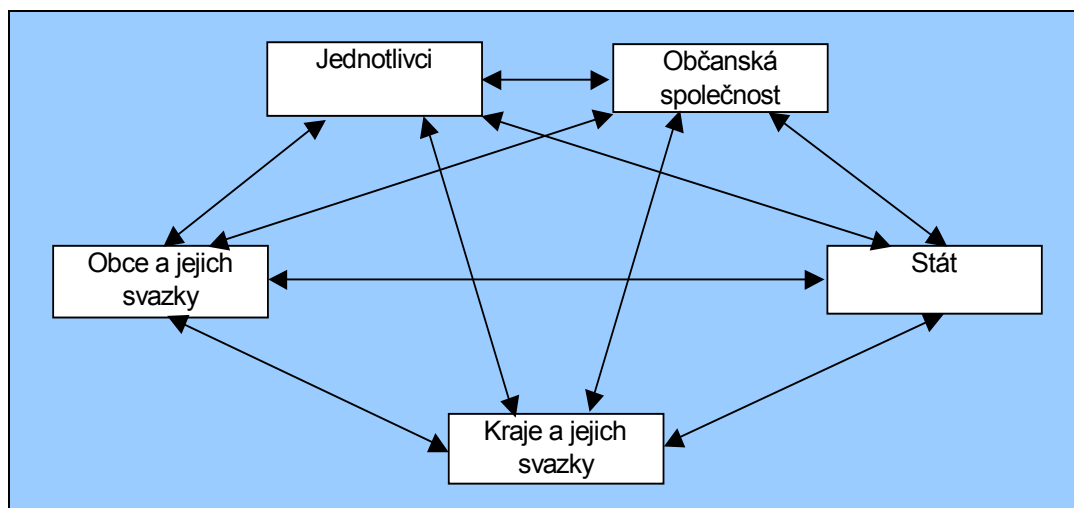 Jednotlivci
Občanská
společnost
Obce a jejich
svazky
Stát
Kraje a jejich
svazky